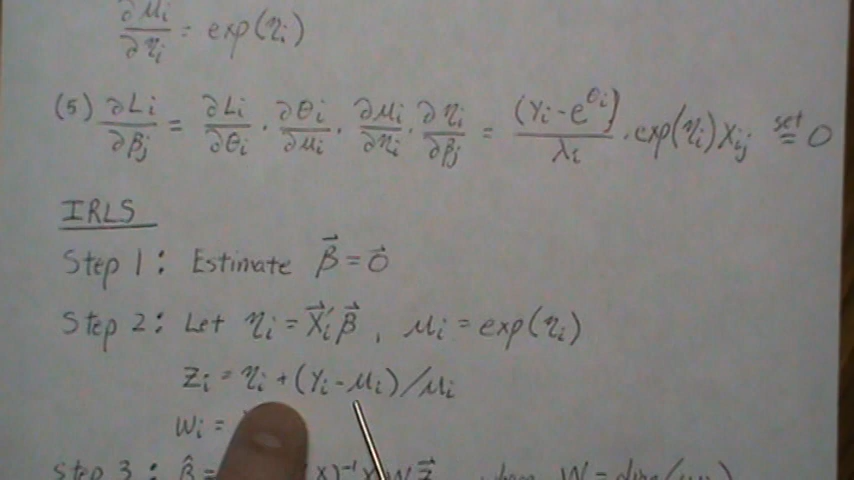 ∂μi/∂ηi = exp(ηi)
(5) ∂Li/∂βj = ∂Li/∂θi · ∂θi/∂μi · ∂μi/∂ηi · ∂ηi/∂βj = (Yi - e^θi)/λi · exp(ηi) Xij set = 0
IRLS
Step 1: Estimate β⃗ = 0⃗
Step 2: Let ηi = X⃗i' β⃗, μi = exp(ηi)
Zi = ηi + (Yi - μi)/μi
Wi =
Step 3: β̂ = X)⁻¹X W Z⃗ W = diag(